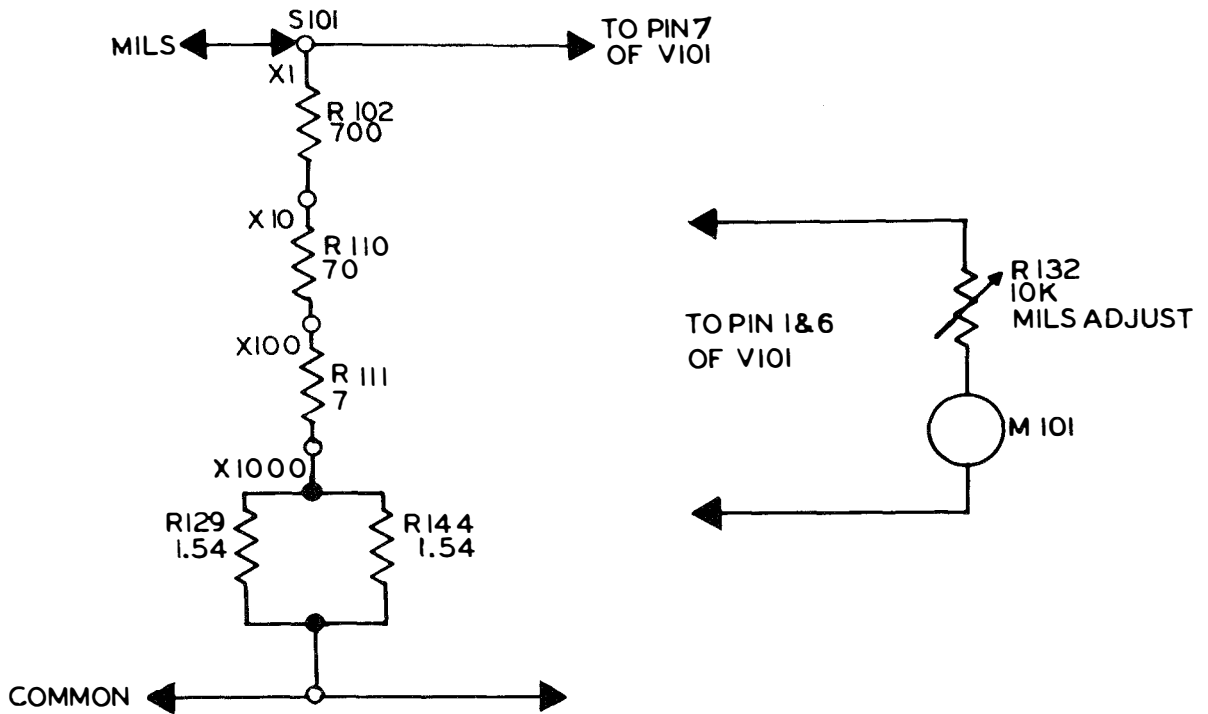 S101
MILS
TO PIN 7
OF V101
X1
R 102
700
X10
R 110
70
X100
R 111
7
X1000
R129
1.54
R144
1.54
COMMON
TO PIN 1&6
OF V101
R 132
10K
MILS ADJUST
M 101